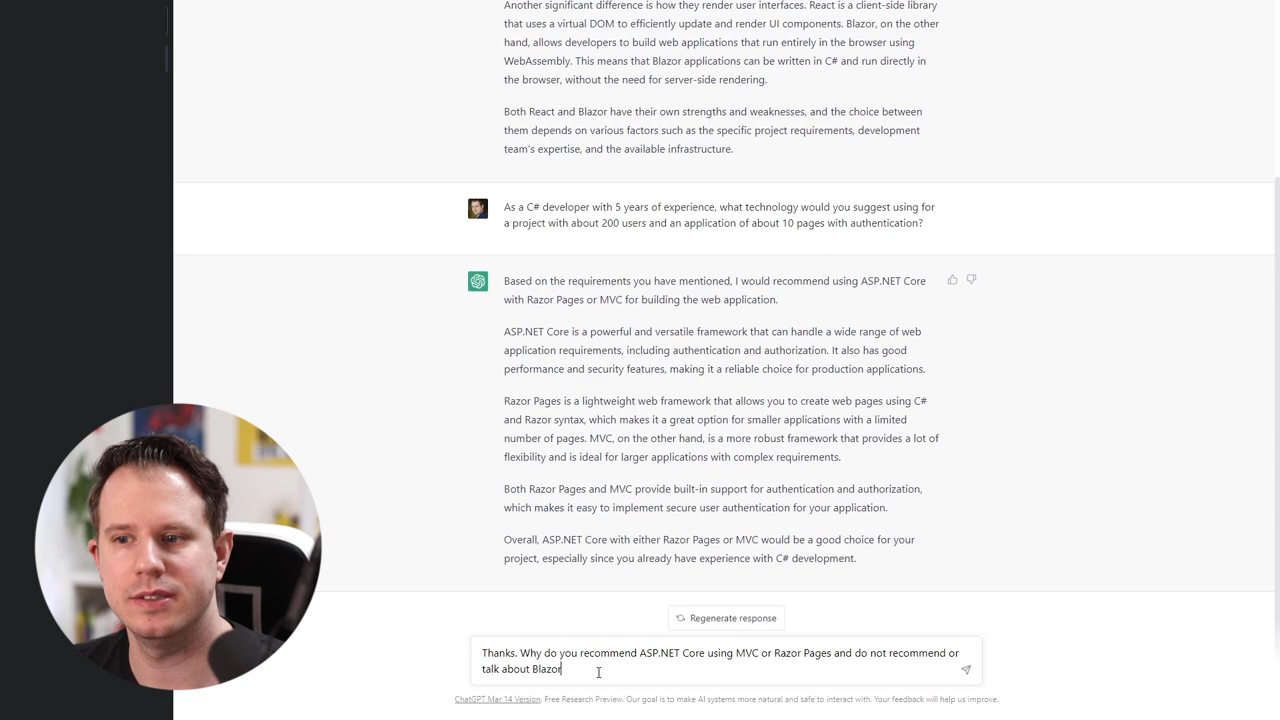 Another significant difference is how they render user interfaces. React is a client-side library
that uses a virtual DOM to efficiently update and render UI components. Blazor, on the other
hand, allows developers to build web applications that run entirely in the browser using
WebAssembly. This means that Blazor applications can be written in C# and run directly in
the browser, without the need for server-side rendering.
Both React and Blazor have their own strengths and weaknesses, and the choice between
them depends on various factors such as the specific project requirements, development
team's expertise, and the available infrastructure.
As a C# developer with 5 years of experience, what technology would you suggest using for
a project with about 200 users and an application of about 10 pages with authentication?
Based on the requirements you have mentioned, I would recommend using ASP.NET Core
with Razor Pages or MVC for building the web application.
ASP.NET Core is a powerful and versatile framework that can handle a wide range of web
application requirements, including authentication and authorization. It also has good
performance and security features, making it a reliable choice for production applications.
Razor Pages is a lightweight web framework that allows you to create web pages using C#
and Razor syntax, which makes it a great option for smaller applications with a limited
number of pages. MVC, on the other hand, is a more robust framework that provides a lot of
flexibility and is ideal for larger applications with complex requirements.
Both Razor Pages and MVC provide built-in support for authentication and authorization,
which makes it easy to implement secure user authentication for your application.
Overall, ASP.NET Core with either Razor Pages or MVC would be a good choice for your
project, especially since you already have experience with C# development.
Regenerate response
Thanks. Why do you recommend ASP.NET Core using MVC or Razor Pages and do not recommend or
talk about Blazor
ChatGPT Mar 14 Version. Free Research Preview. Our goal is to make AI systems more natural and safe to interact with. Your feedback will help us improve.